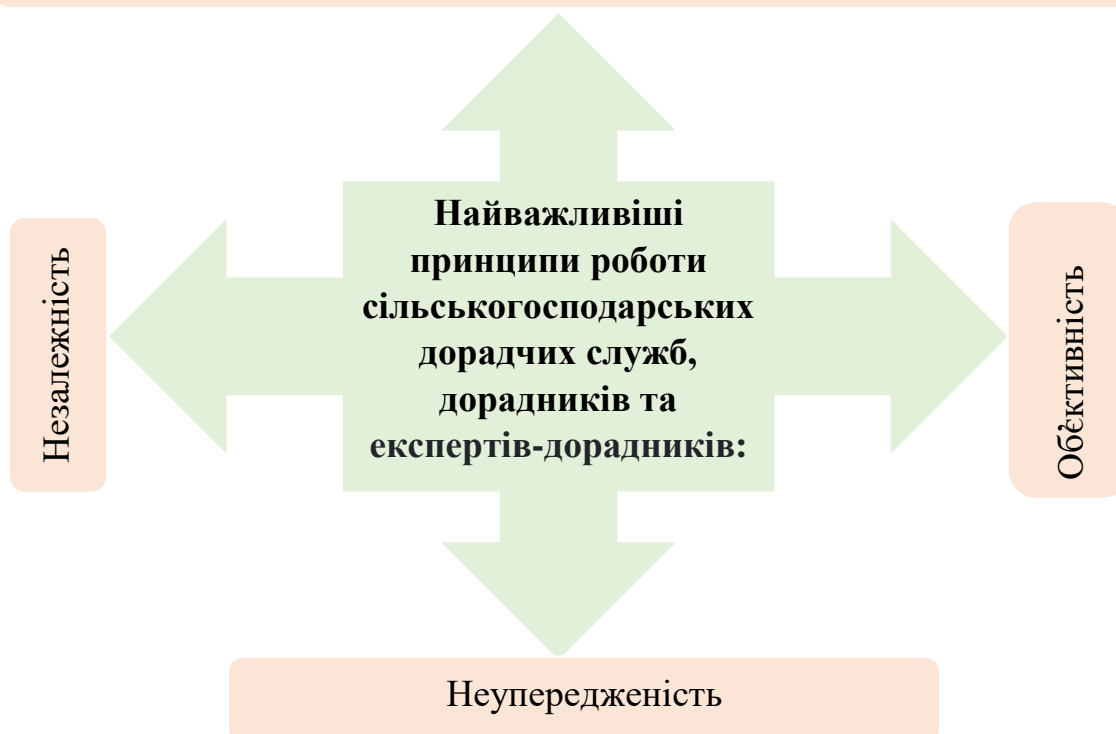 Найважливіші
принципи роботи
сільськогосподарських
дорадчих служб,
дорадників та
експертів-дорадників:
Незалежність
Об'єктивність
Неупередженість